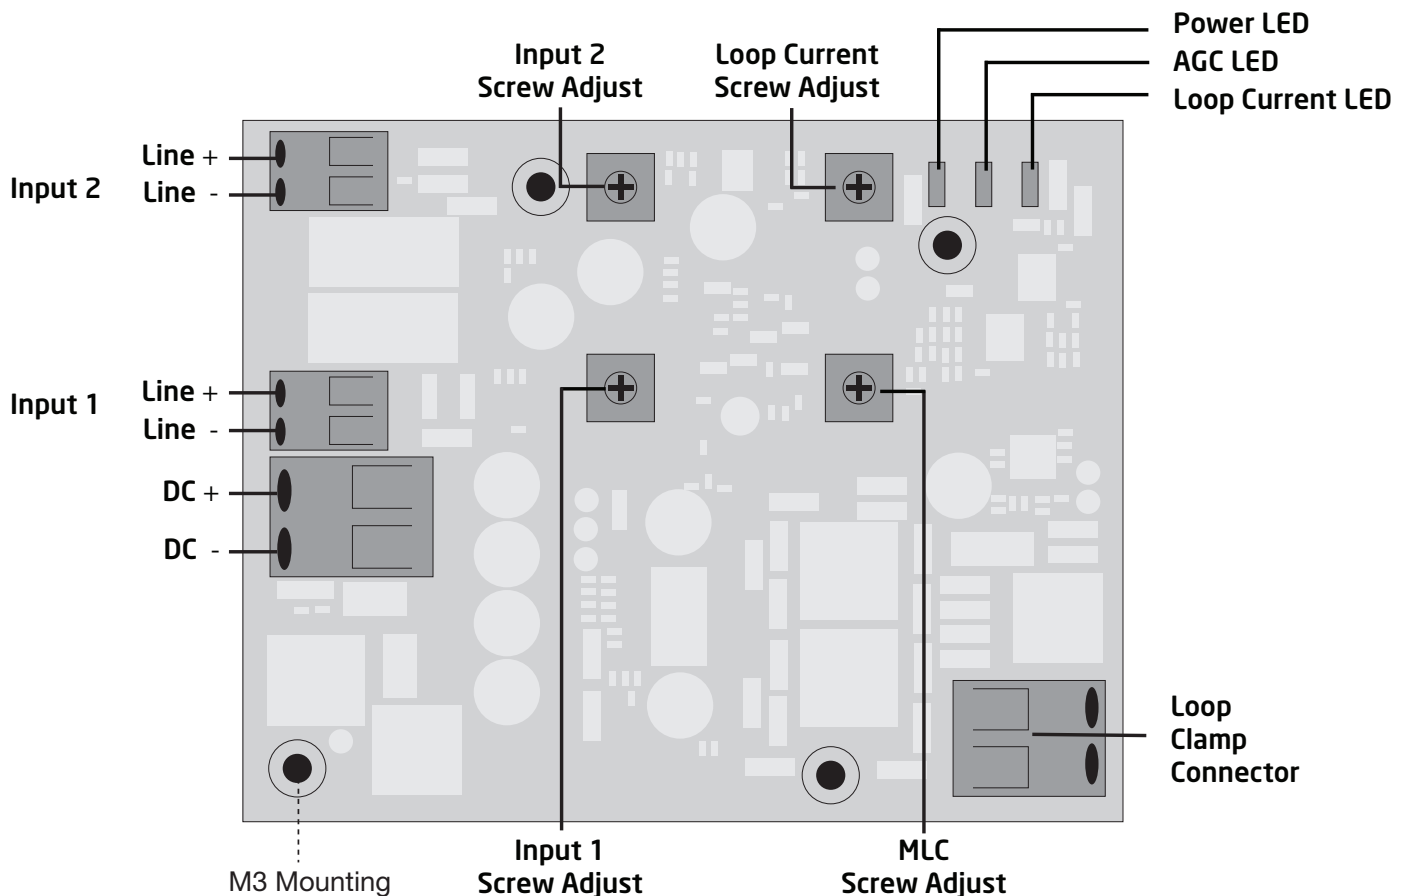 Power LED
AGC LED
Loop Current LED
Input 2
Screw Adjust
Loop Current
Screw Adjust
Input 2
Line +
Line -
Input 1
Line +
Line -
DC +
DC -
Loop
Clamp
Connector
M3 Mounting
Input 1
Screw Adjust
MLC
Screw Adjust